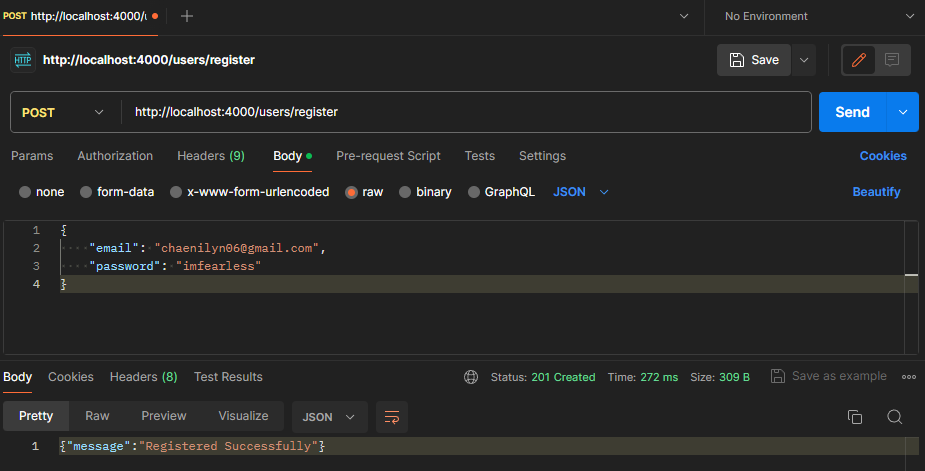 POST http://localhost:4000/u No Environment
HTTP http://localhost:4000/users/register Save
POST http://localhost:4000/users/register Send
Params Authorization Headers (9) Body Pre-request Script Tests Settings Cookies
none form-data x-www-form-urlencoded raw binary GraphQL JSON Beautify
1 {
2 "email": "chaenilyn06@gmail.com",
3 "password": "imfearless"
4 }
Body Cookies Headers (8) Test Results Status: 201 Created Time: 272 ms Size: 309 B Save as example
Pretty Raw Preview Visualize JSON
1 {"message":"Registered Successfully"}